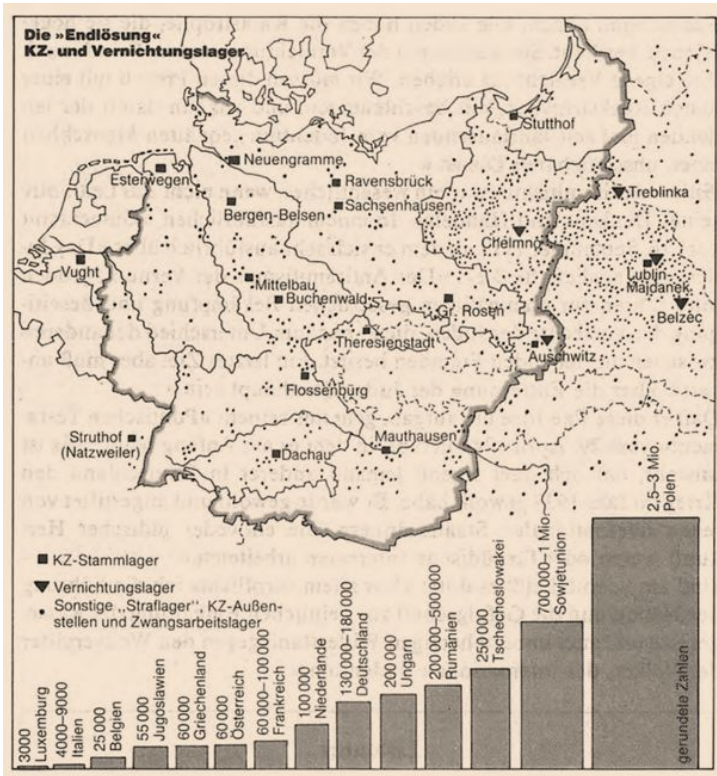 Die »Endlösung«
KZ- und Vernichtungslager
Stutthof
Neuengramme
Esterwegen
Ravensbrück
Sachsenhausen
Bergen-Belsen
Treblinka
Chelmno
Vught
Lublin-
Majdanek
Mittelbau
Buchenwald
Gr. Rosen
Belzec
Theresienstadt
Auschwitz
Flossenbürg
Struthof
(Natzweiler)
Dachau
Mauthausen
KZ-Stammlager
Vernichtungslager
Sonstige „Straflager", KZ-Außen-
stellen und Zwangsarbeitslager
3000
Luxemburg
4000–9000
Italien
25 000
Belgien
55 000
Jugoslawien
60 000
Griechenland
60 000
Österreich
60 000–100 000
Frankreich
100 000
Niederlande
130 000–180 000
Deutschland
200 000
Ungarn
200 000–500 000
Rumänien
250 000
Tschechoslowakei
700 000–1 Mio.
Sowjetunion
2,5–3 Mio.
Polen
gerundete Zahlen